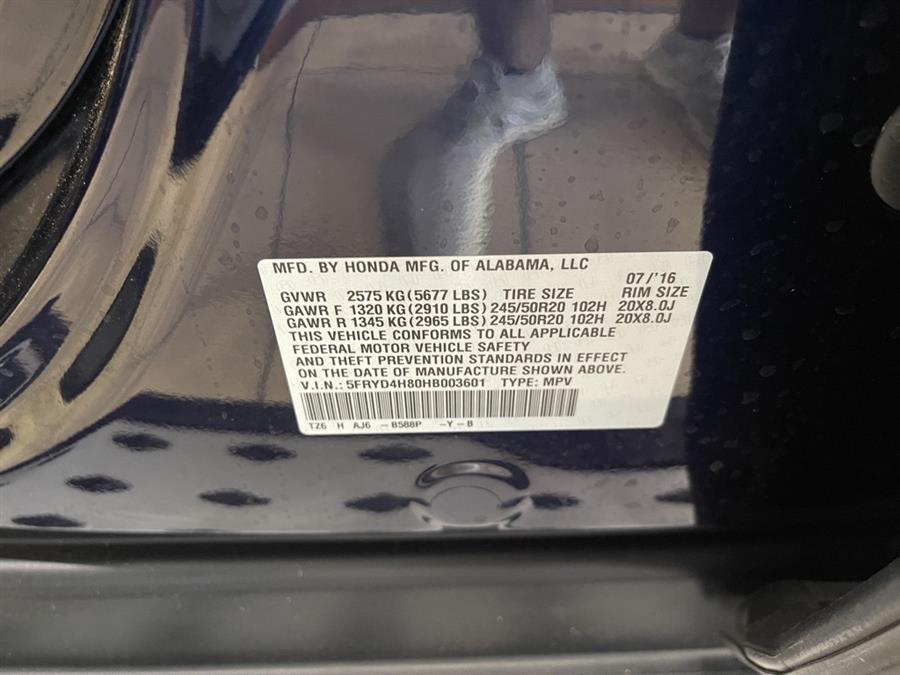 MFD. BY HONDA MFG. OF ALABAMA, LLC
07/'16
GVWR 2575 KG(5677 LBS) TIRE SIZE RIM SIZE
GAWR F 1320 KG(2910 LBS) 245/50R20 102H 20X8.0J
GAWR R 1345 KG(2965 LBS) 245/50R20 102H 20X8.0J
THIS VEHICLE CONFORMS TO ALL APPLICABLE
FEDERAL MOTOR VEHICLE SAFETY
AND THEFT PREVENTION STANDARDS IN EFFECT
ON THE DATE OF MANUFACTURE SHOWN ABOVE.
V.I.N.: 5FRYD4H80HB003601 TYPE: MPV
TZ6 H AJ6 -B588P -Y-B